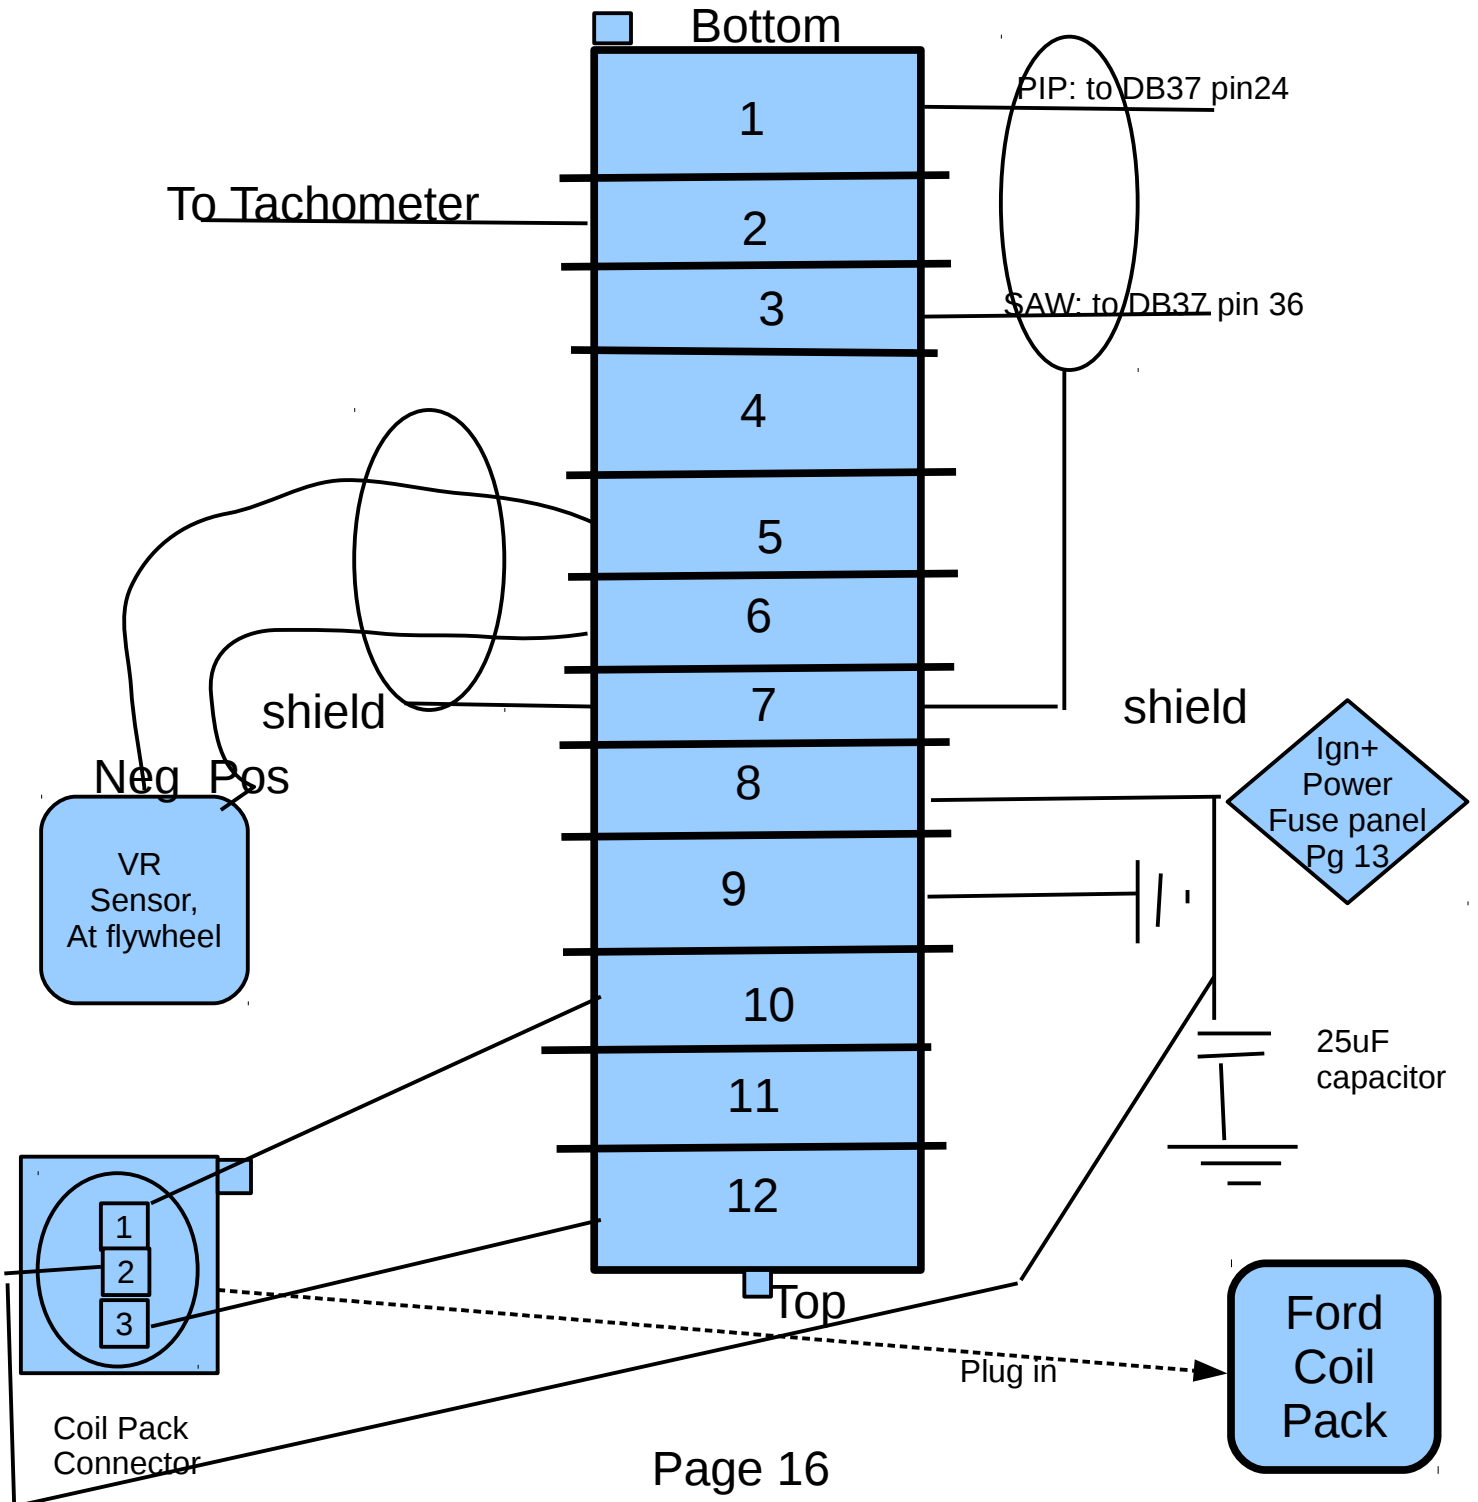 Bottom
1
PIP: to DB37 pin24
To Tachometer
2
3
SAW: to DB37 pin 36
4
5
6
shield
7
shield
Neg Pos
8
Ign+
Power
Fuse panel
Pg 13
VR
Sensor,
At flywheel
9
10
25uF
capacitor
11
12
1
2
3
Top
Ford
Coil
Pack
Plug in
Coil Pack
Connector
Page 16